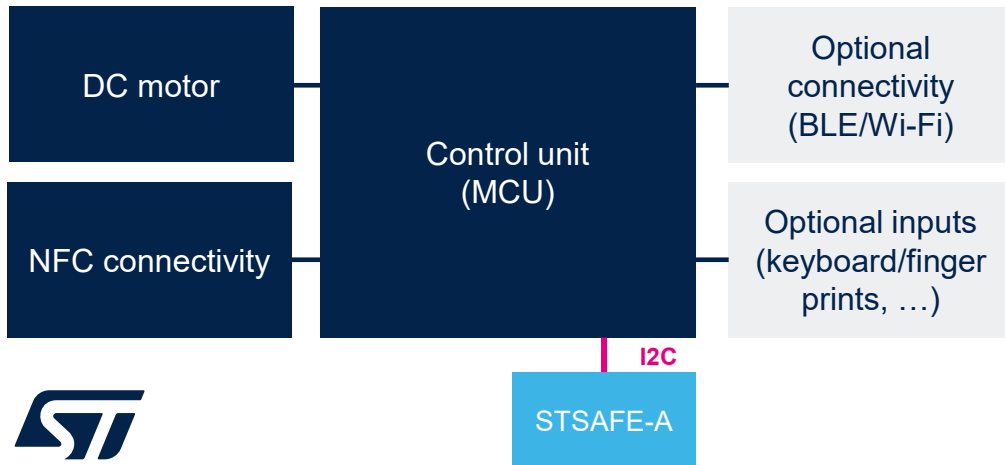 DC motor
NFC connectivity
Control unit
(MCU)
Optional
connectivity
(BLE/Wi-Fi)
Optional inputs
(keyboard/finger
prints, …)
I2C
STSAFE-A
ST